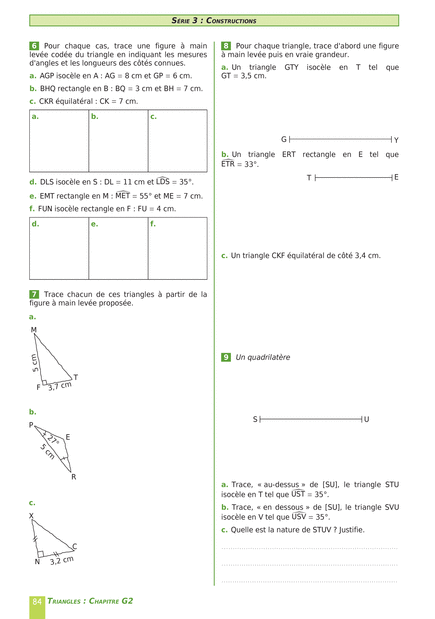 SÉRIE 3 : CONSTRUCTIONS
6 Pour chaque cas, trace une figure à main
levée codée du triangle en indiquant les mesures
d'angles et les longueurs des côtés connues.
a. AGP isocèle en A : AG = 8 cm et GP = 6 cm.
b. BHQ rectangle en B : BQ = 3 cm et BH = 7 cm.
c. CKR équilatéral : CK = 7 cm.
a. b. c.
d. DLS isocèle en S : DL = 11 cm et LDS = 35°.
e. EMT rectangle en M : MET = 55° et ME = 7 cm.
f. FUN isocèle rectangle en F : FU = 4 cm.
d. e. f.
7 Trace chacun de ces triangles à partir de la
figure à main levée proposée.
a.
M
5 cm
T
F 3,7 cm
b.
P
E
27°
5 cm
R
c.
X
C
N 3,2 cm
8 Pour chaque triangle, trace d'abord une figure
à main levée puis en vraie grandeur.
a. Un triangle GTY isocèle en T tel que
GT = 3,5 cm.
G Y
b. Un triangle ERT rectangle en E tel que
ETR = 33°.
T E
c. Un triangle CKF équilatéral de côté 3,4 cm.
9 Un quadrilatère
S U
a. Trace, « au-dessus » de [SU], le triangle STU
isocèle en T tel que UST = 35°.
b. Trace, « en dessous » de [SU], le triangle SVU
isocèle en V tel que USV = 35°.
c. Quelle est la nature de STUV ? Justifie.
84 TRIANGLES : CHAPITRE G2